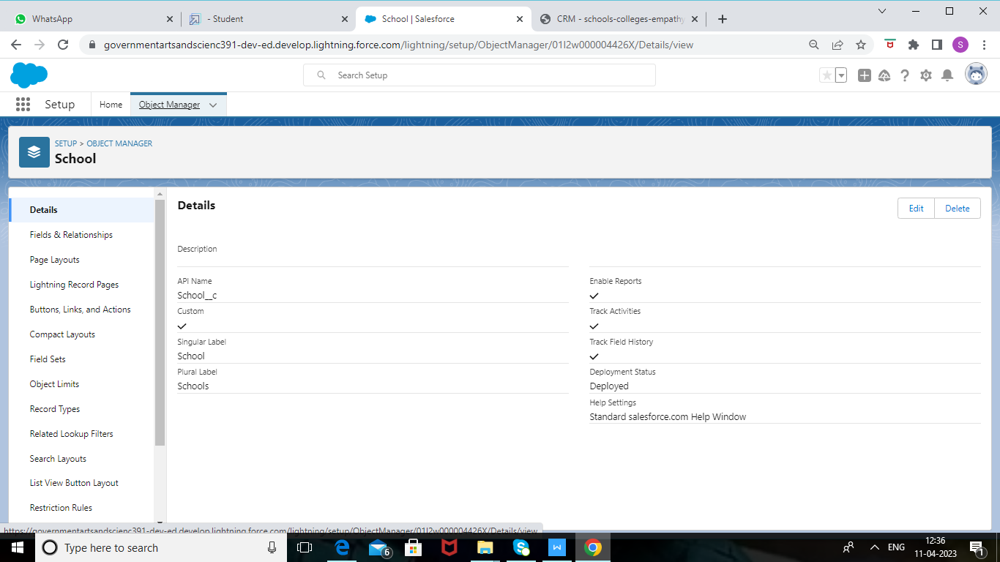 WhatsApp
- Student
School | Salesforce
CRM - schools-colleges-empathy
governmentartsandscienc391-dev-ed.develop.lightning.force.com/lightning/setup/ObjectManager/01I2w000004426X/Details/view
S
Search Setup
Setup
Home
Object Manager
SETUP > OBJECT MANAGER
School
Details
Fields & Relationships
Page Layouts
Lightning Record Pages
Buttons, Links, and Actions
Compact Layouts
Field Sets
Object Limits
Record Types
Related Lookup Filters
Search Layouts
List View Button Layout
Restriction Rules
Details
Edit
Delete
Description
API Name
School__c
Custom
Singular Label
School
Plural Label
Schools
Enable Reports
Track Activities
Track Field History
Deployment Status
Deployed
Help Settings
Standard salesforce.com Help Window
https://governmentartsandscienc391-dev-ed.develop.lightning.force.com/lightning/setup/ObjectManager/01I2w000004426X/Details/view
Type here to search
6
W
ENG
12:36
11-04-2023
1